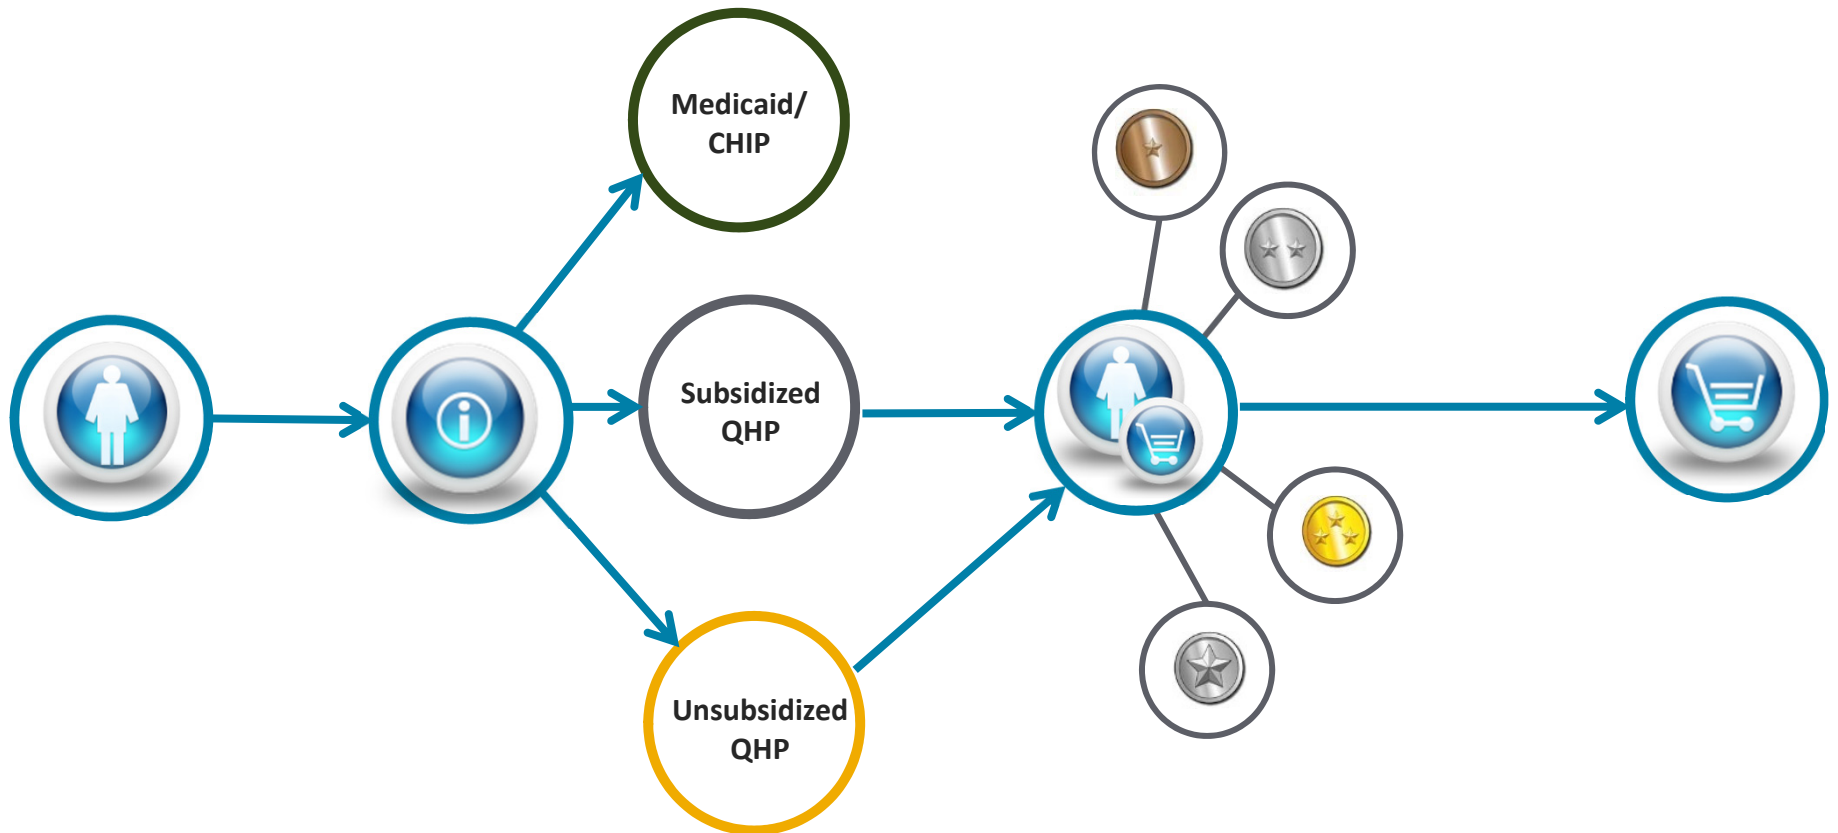 Medicaid/
CHIP
Subsidized
QHP
Unsubsidized
QHP